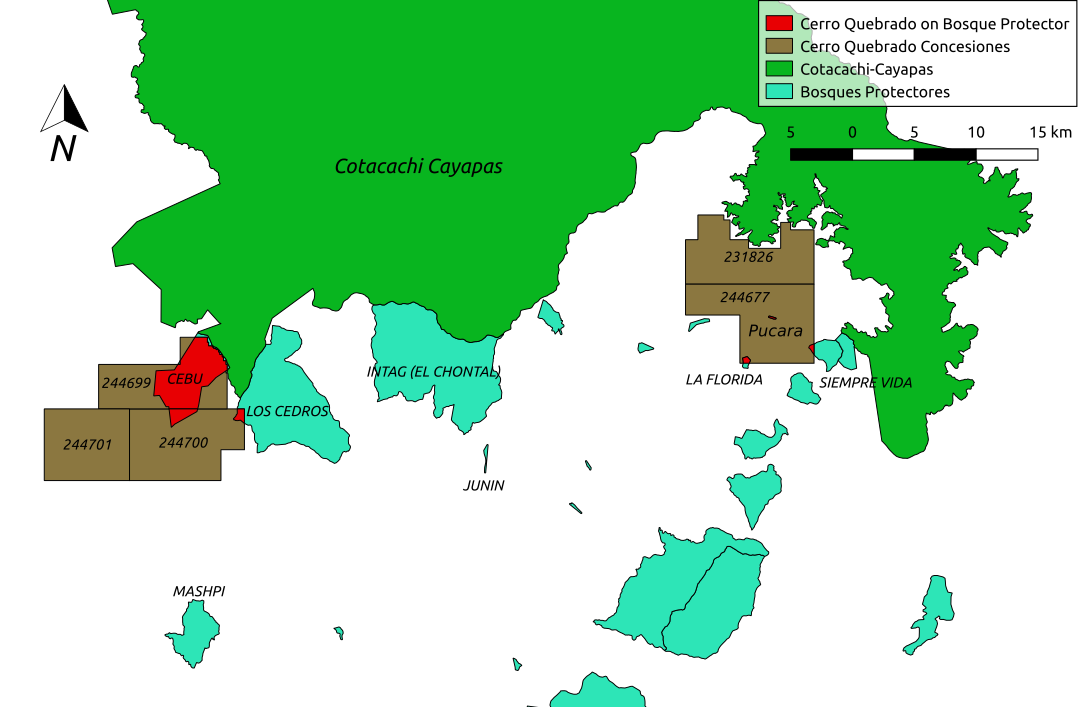 Cerro Quebrado on Bosque Protector
Cerro Quebrado Concesiones
Cotacachi-Cayapas
Bosques Protectores
5 0 5 10 15 km
N
Cotacachi Cayapas
231826
244677
Pucara
INTAG (EL CHONTAL)
LA FLORIDA
SIEMPRE VIDA
244699
CEBU
LOS CEDROS
244701
244700
JUNIN
MASHPI